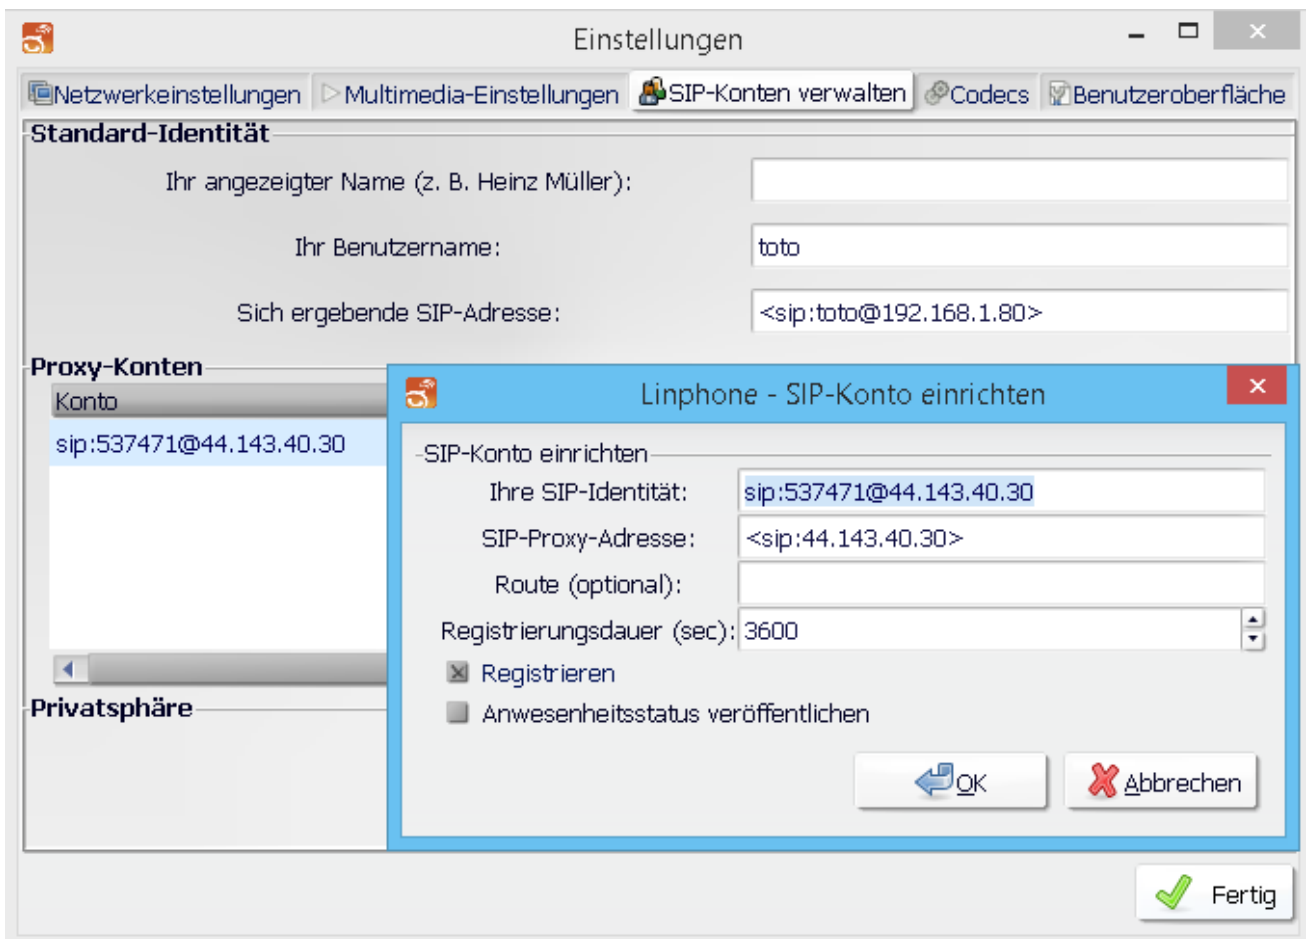 Einstellungen
Netzwerkeinstellungen Multimedia-Einstellungen SIP-Konten verwalten Codecs Benutzeroberfläche
Standard-Identität
Ihr angezeigter Name (z. B. Heinz Müller):
Ihr Benutzername: toto
Sich ergebende SIP-Adresse: <sip:toto@192.168.1.80>
Proxy-Konten
Konto
sip:537471@44.143.40.30
Linphone - SIP-Konto einrichten
SIP-Konto einrichten
Ihre SIP-Identität: sip:537471@44.143.40.30
SIP-Proxy-Adresse: <sip:44.143.40.30>
Route (optional):
Registrierungsdauer (sec): 3600
Registrieren
Anwesenheitsstatus veröffentlichen
OK Abbrechen
Privatsphäre
Fertig